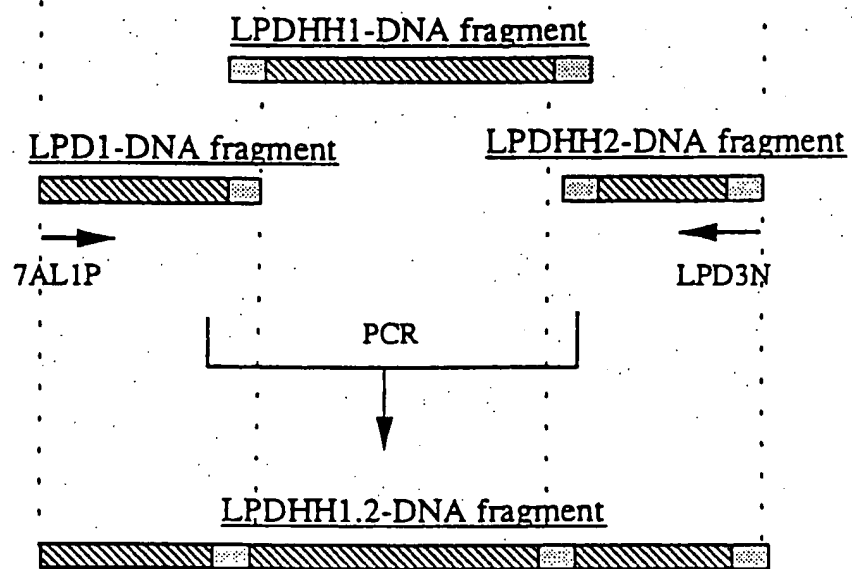 LPDHH1-DNA fragment
LPD1-DNA fragment
LPDHH2-DNA fragment
7AL1P
LPD3N
PCR
LPDHH1.2-DNA fragment